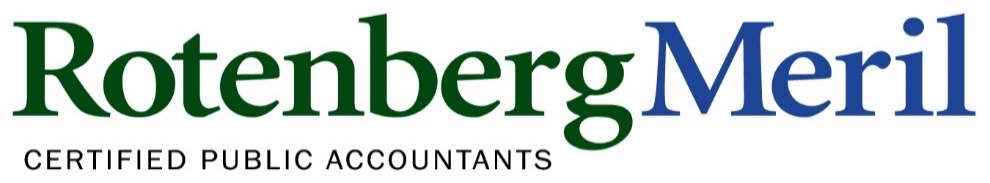 RotenbergMeril
CERTIFIED PUBLIC ACCOUNTANTS